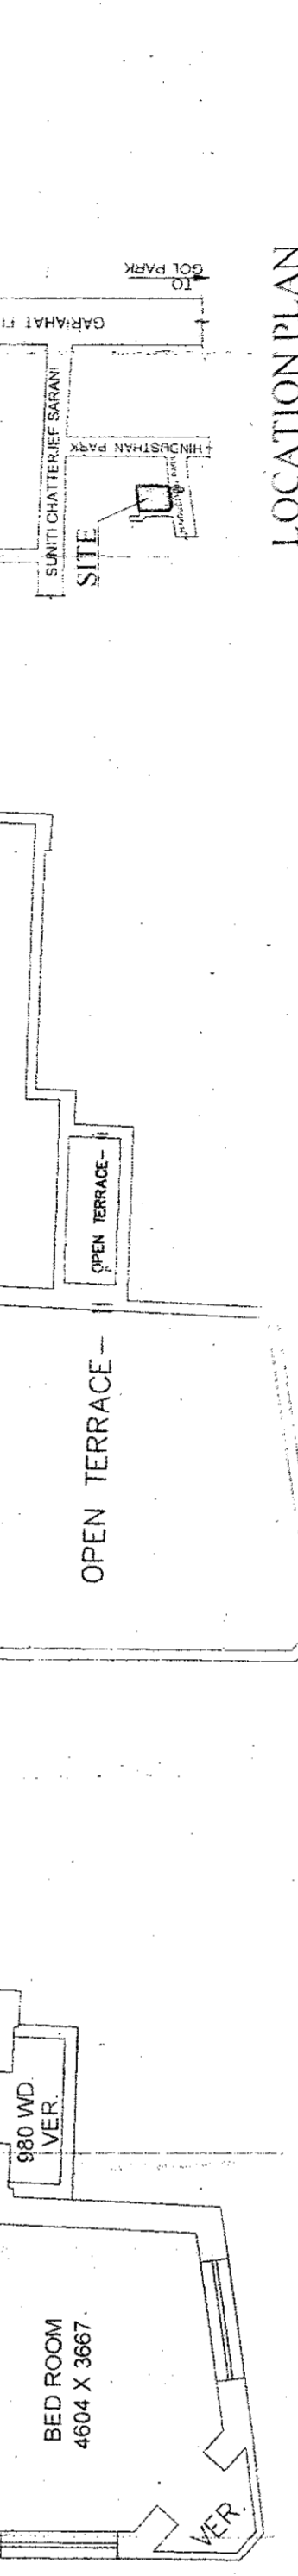 TO
GOL PARK
GARIAHAT
SUNITI CHATTERJEE SARANI
HINDUSTHAN PARK
SITE
LOCATION PLAN
OPEN TERRACE
OPEN TERRACE
980 WD.
VER.
BED ROOM
4604 X 3667.
VER.